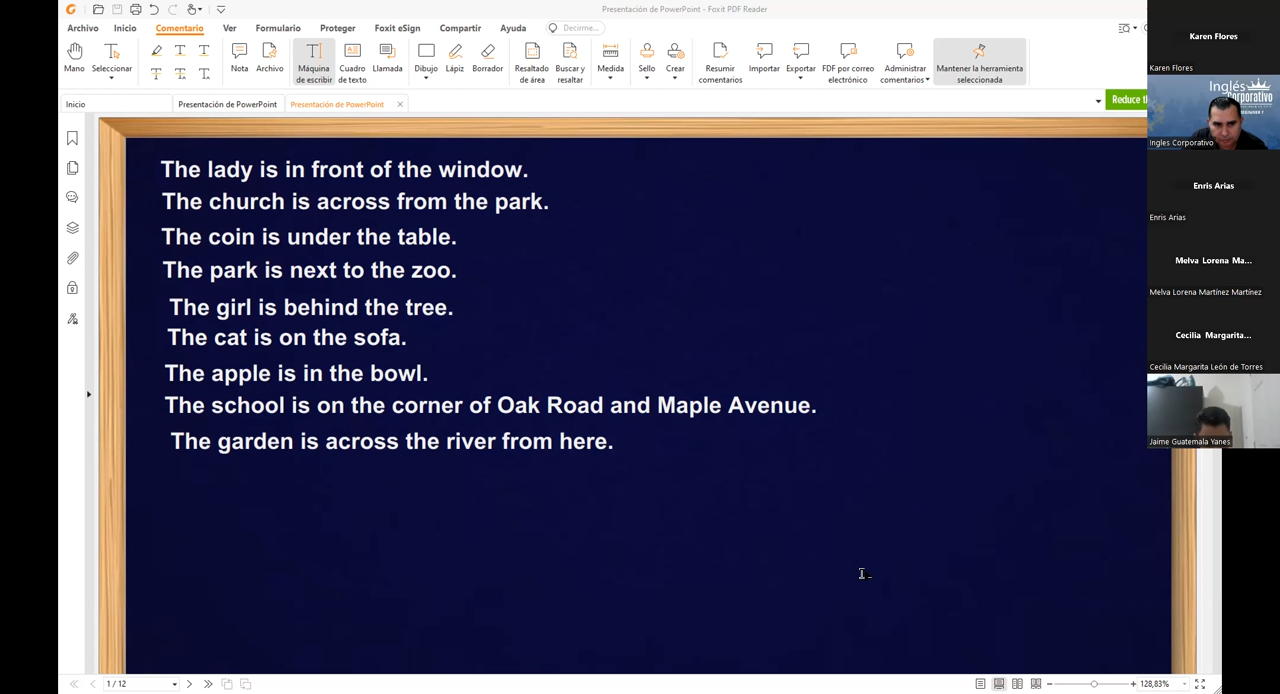 Presentación de PowerPoint - Foxit PDF Reader
Archivo Inicio Comentario Ver Formulario Proteger Foxit eSign Compartir Ayuda Decirme...
Mano Seleccionar Nota Archivo Máquina de escribir Cuadro de texto Llamada Dibujo Lápiz Borrador Resaltado de área Buscar y resaltar Medida Sello Crear Resumir comentarios Importar Exportar FDF por correo electrónico Administrar comentarios Mantener la herramienta seleccionada
Inicio Presentación de PowerPoint Presentación de PowerPoint Reduce th
The lady is in front of the window.
The church is across from the park.
The coin is under the table.
The park is next to the zoo.
The girl is behind the tree.
The cat is on the sofa.
The apple is in the bowl.
The school is on the corner of Oak Road and Maple Avenue.
The garden is across the river from here.
1 / 12 128,83%
Karen Flores
Karen Flores
Inglés
Corporativo
BEGINNER 1
Ingles Corporativo
Enris Arias
Enris Arias
Melva Lorena Ma...
Melva Lorena Martínez Martínez
Cecilia Margarita...
Cecilia Margarita León de Torres
Jaime Guatemala Yanes